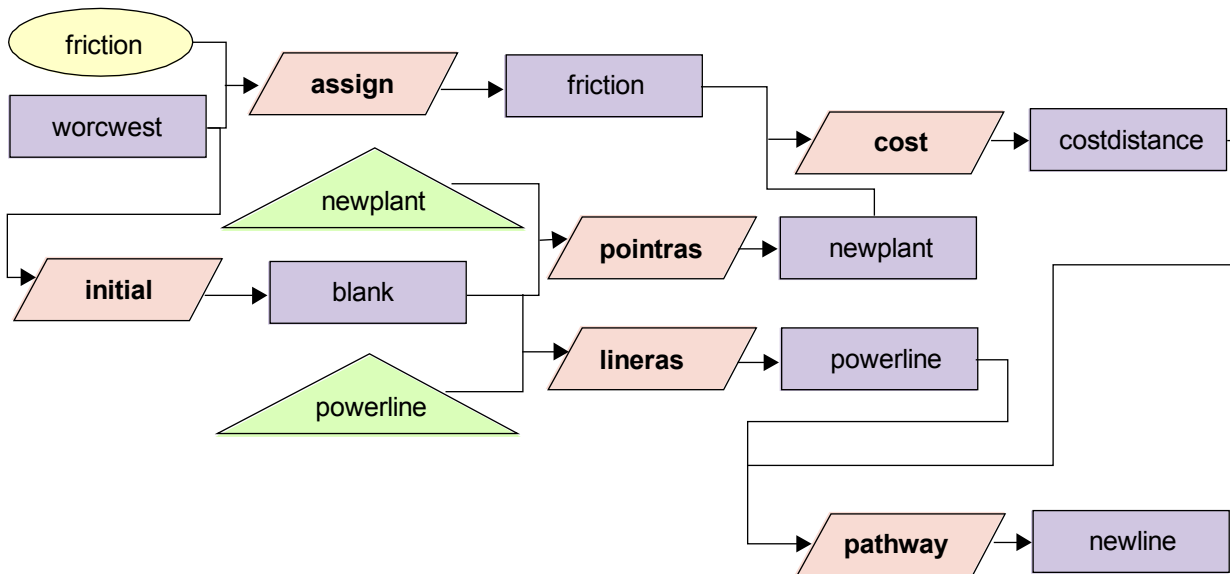 friction
assign
friction
worcwest
cost
costdistance
newplant
pointras
newplant
initial
blank
lineras
powerline
powerline
pathway
newline